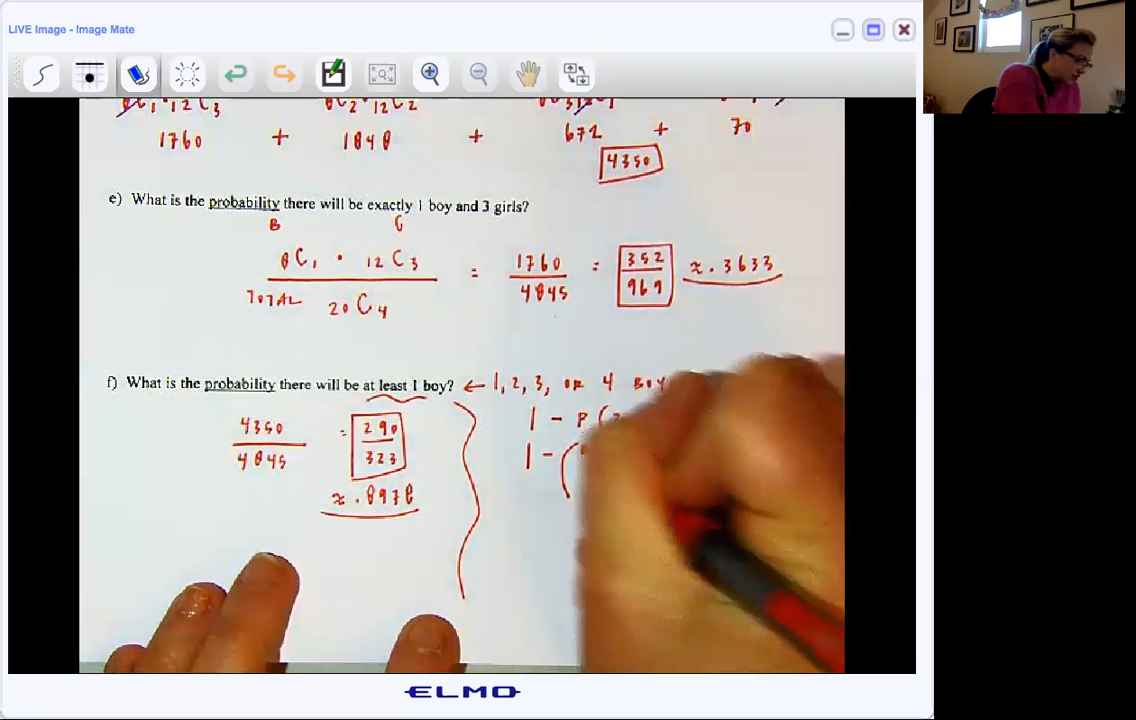 LIVE Image - Image Mate
1760 + 1848 + 672 + 70
4350
e) What is the probability there will be exactly 1 boy and 3 girls?
B G
8C1 · 12C3 = 1760 = 352 ≈ .3633
TOTAL 20C4 4845 969
f) What is the probability there will be at least 1 boy? ← 1, 2, 3, OR 4 BOY
4350 = 290 1 - P(
4845 323 1 - (
≈ .8978
ELMO